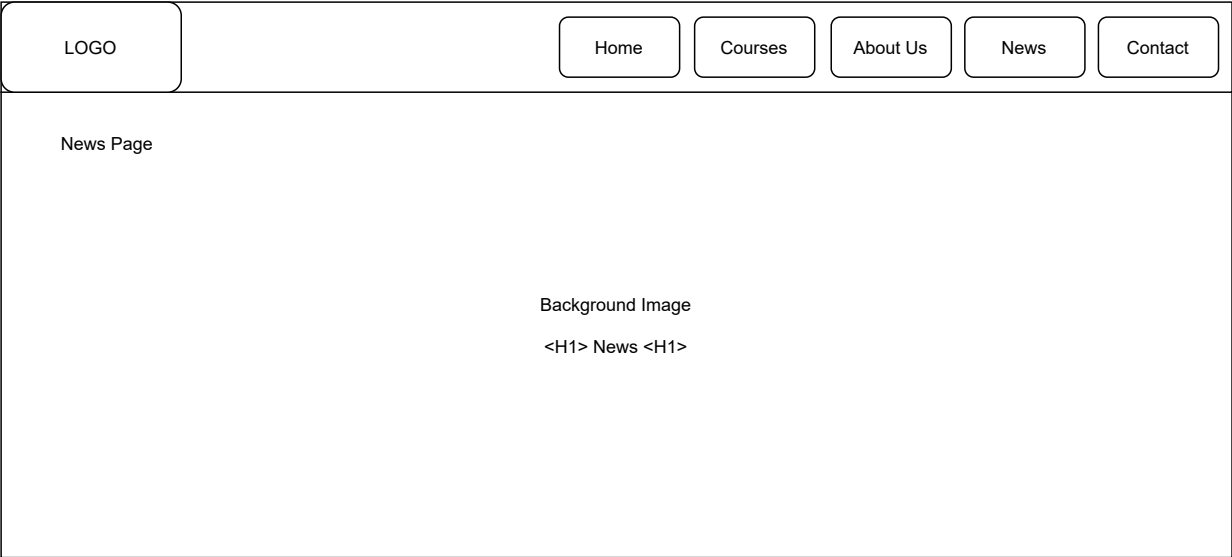 LOGO
Home
Courses
About Us
News
Contact
News Page
Background Image
<H1> News <H1>